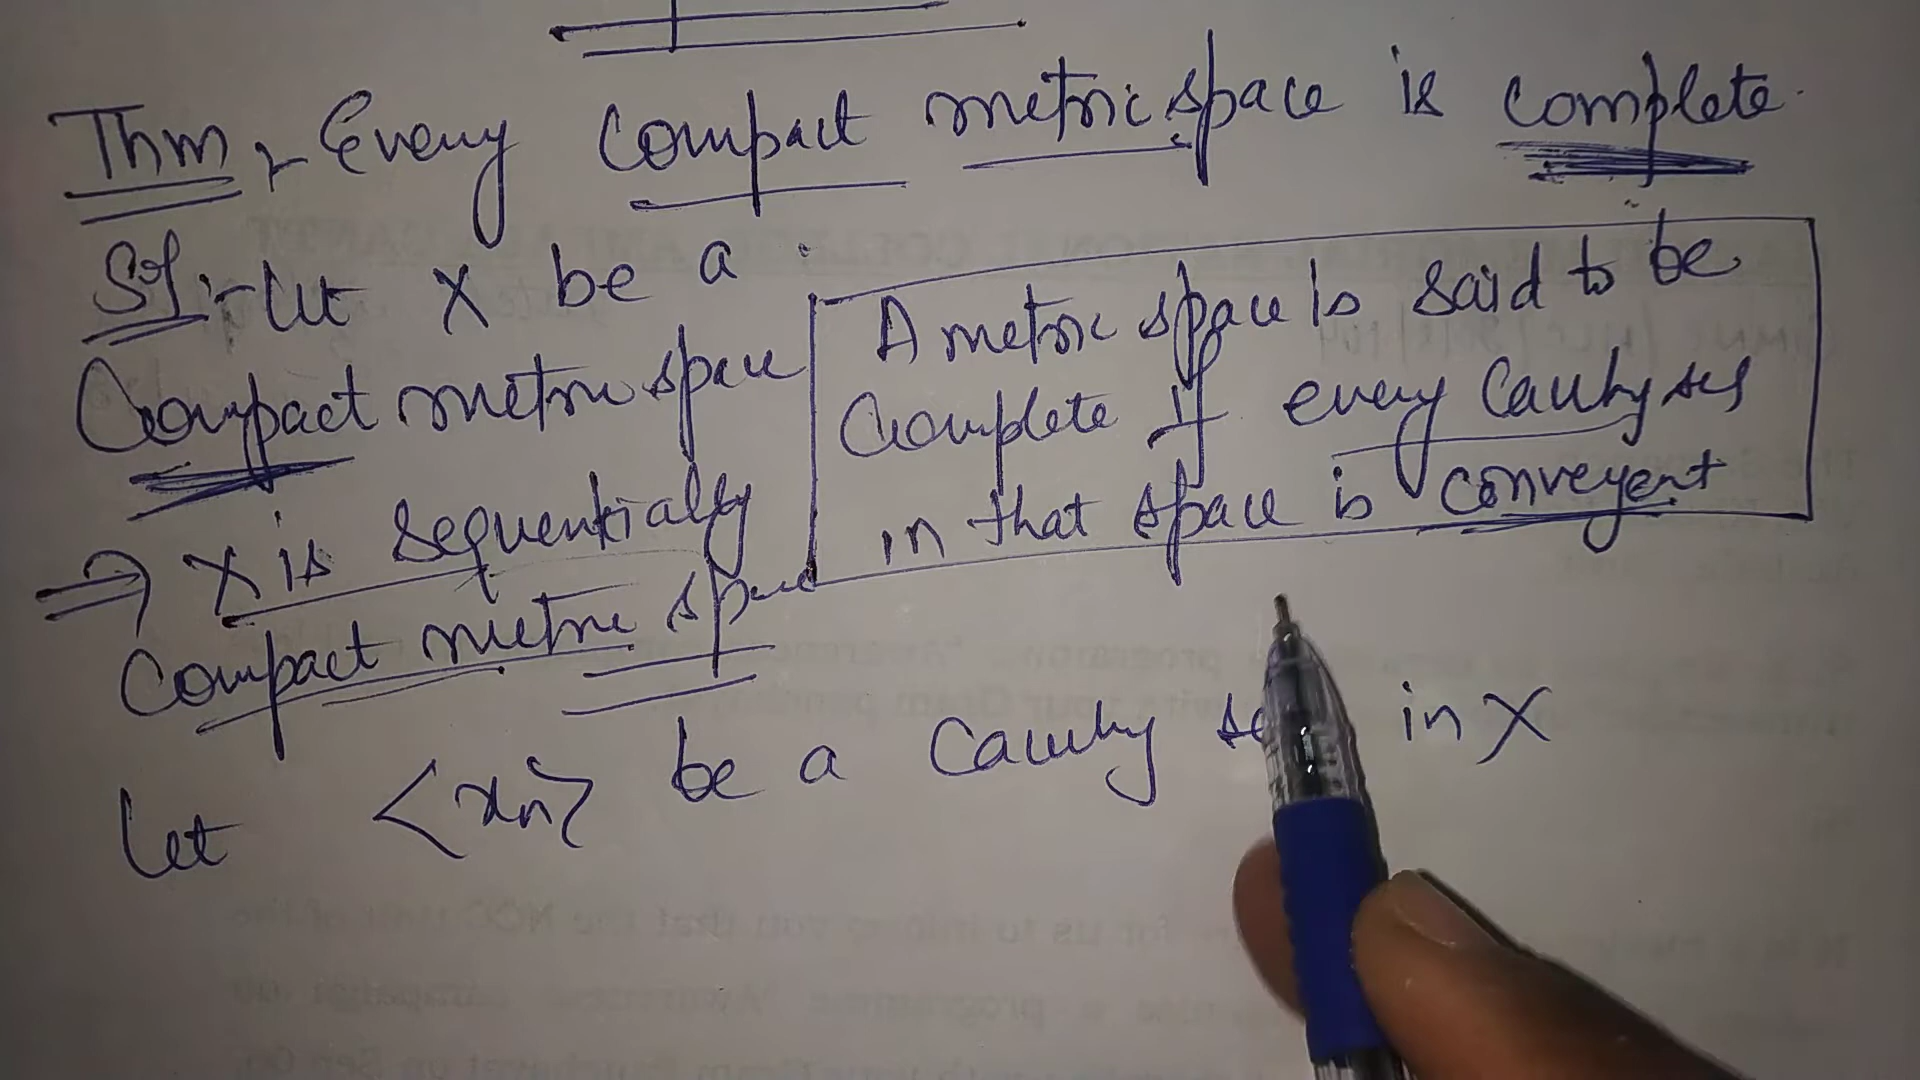 Thm :- Every Compact metric space is complete.
Sol :- let X be a
Compact metric space
⇒ X is sequentially
Compact metric space
A metric space is said to be
Complete if every Cauchy seq
in that space is convergent
Let <xn> be a Cauchy in X